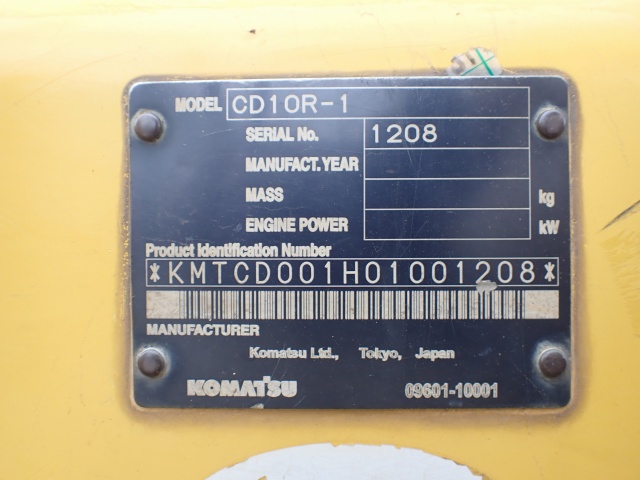 MODEL CD10R-1
SERIAL No. 1208
MANUFACT. YEAR
MASS kg
ENGINE POWER kW
Product Identification Number
*KMTCD001H01001208*
MANUFACTURER
Komatsu Ltd., Tokyo, Japan
KOMATSU 09601-10001